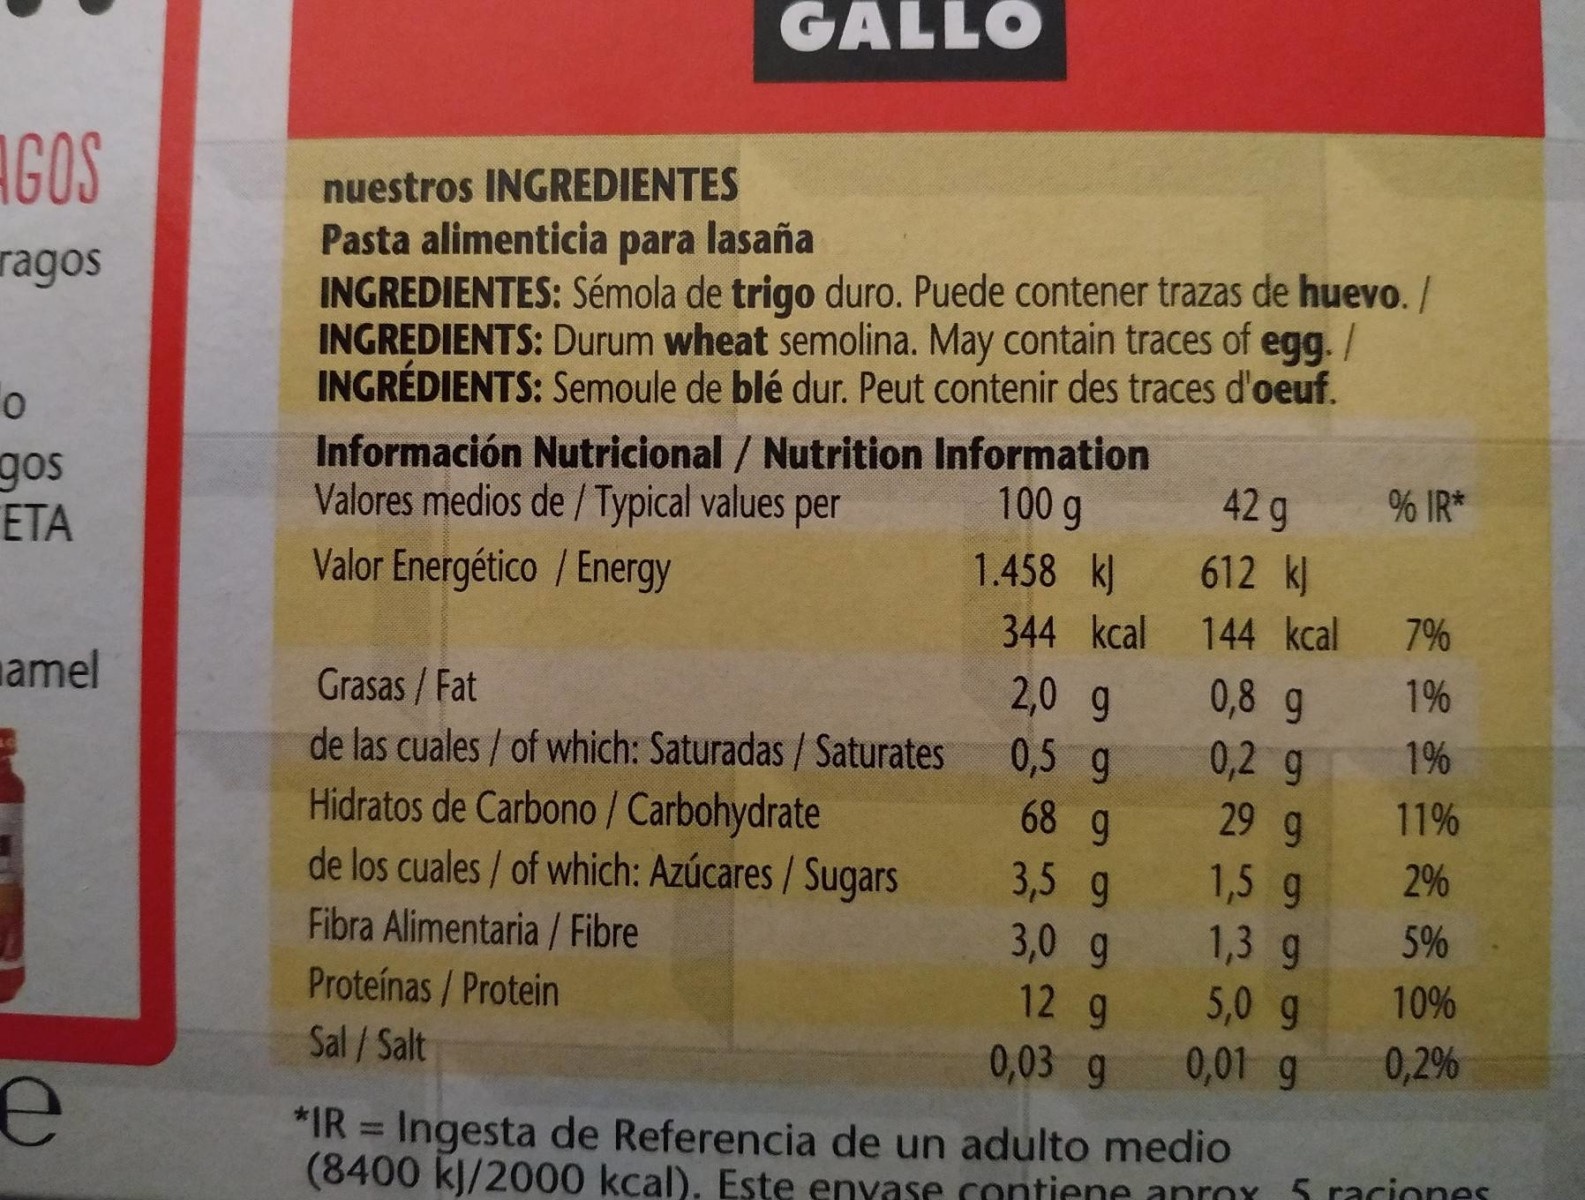 GALLO
AGOS
ragos
o
gos
ETA
amel
e
nuestros INGREDIENTES
Pasta alimenticia para lasaña
INGREDIENTES: Sémola de trigo duro. Puede contener trazas de huevo. /
INGREDIENTS: Durum wheat semolina. May contain traces of egg. /
INGRÉDIENTS: Semoule de blé dur. Peut contenir des traces d'oeuf.
Información Nutricional / Nutrition Information
Valores medios de / Typical values per 100 g 42 g % IR*
Valor Energético / Energy 1.458 kJ 612 kJ
344 kcal 144 kcal 7%
Grasas / Fat 2,0 g 0,8 g 1%
de las cuales / of which: Saturadas / Saturates 0,5 g 0,2 g 1%
Hidratos de Carbono / Carbohydrate 68 g 29 g 11%
de los cuales / of which: Azúcares / Sugars 3,5 g 1,5 g 2%
Fibra Alimentaria / Fibre 3,0 g 1,3 g 5%
Proteínas / Protein 12 g 5,0 g 10%
Sal / Salt 0,03 g 0,01 g 0,2%
*IR = Ingesta de Referencia de un adulto medio
(8400 kJ/2000 kcal). Este envase contiene aprox. 5 raciones